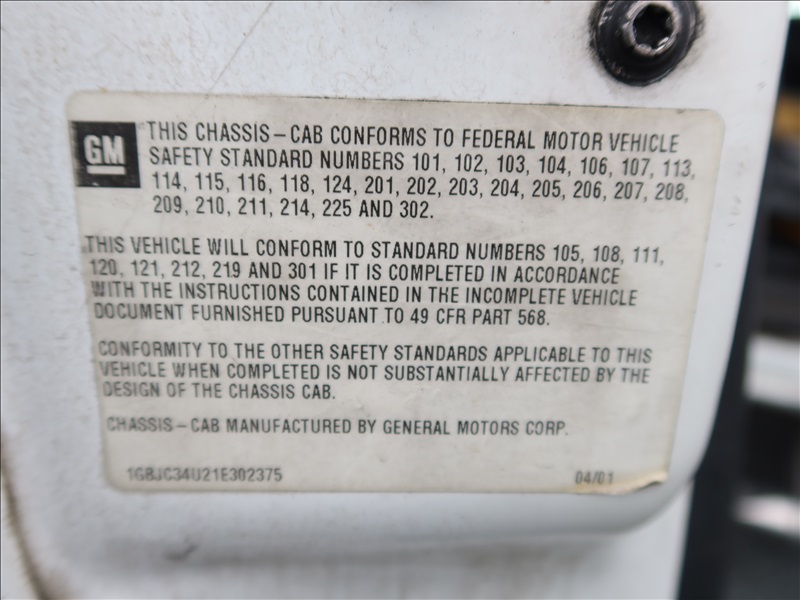 GM
THIS CHASSIS-CAB CONFORMS TO FEDERAL MOTOR VEHICLE
SAFETY STANDARD NUMBERS 101, 102, 103, 104, 106, 107, 113,
114, 115, 116, 118, 124, 201, 202, 203, 204, 205, 206, 207, 208,
209, 210, 211, 214, 225 AND 302.
THIS VEHICLE WILL CONFORM TO STANDARD NUMBERS 105, 108, 111,
120, 121, 212, 219 AND 301 IF IT IS COMPLETED IN ACCORDANCE
WITH THE INSTRUCTIONS CONTAINED IN THE INCOMPLETE VEHICLE
DOCUMENT FURNISHED PURSUANT TO 49 CFR PART 568.
CONFORMITY TO THE OTHER SAFETY STANDARDS APPLICABLE TO THIS
VEHICLE WHEN COMPLETED IS NOT SUBSTANTIALLY AFFECTED BY THE
DESIGN OF THE CHASSIS CAB.
CHASSIS-CAB MANUFACTURED BY GENERAL MOTORS CORP.
1GBJC34U21E302375 04/01